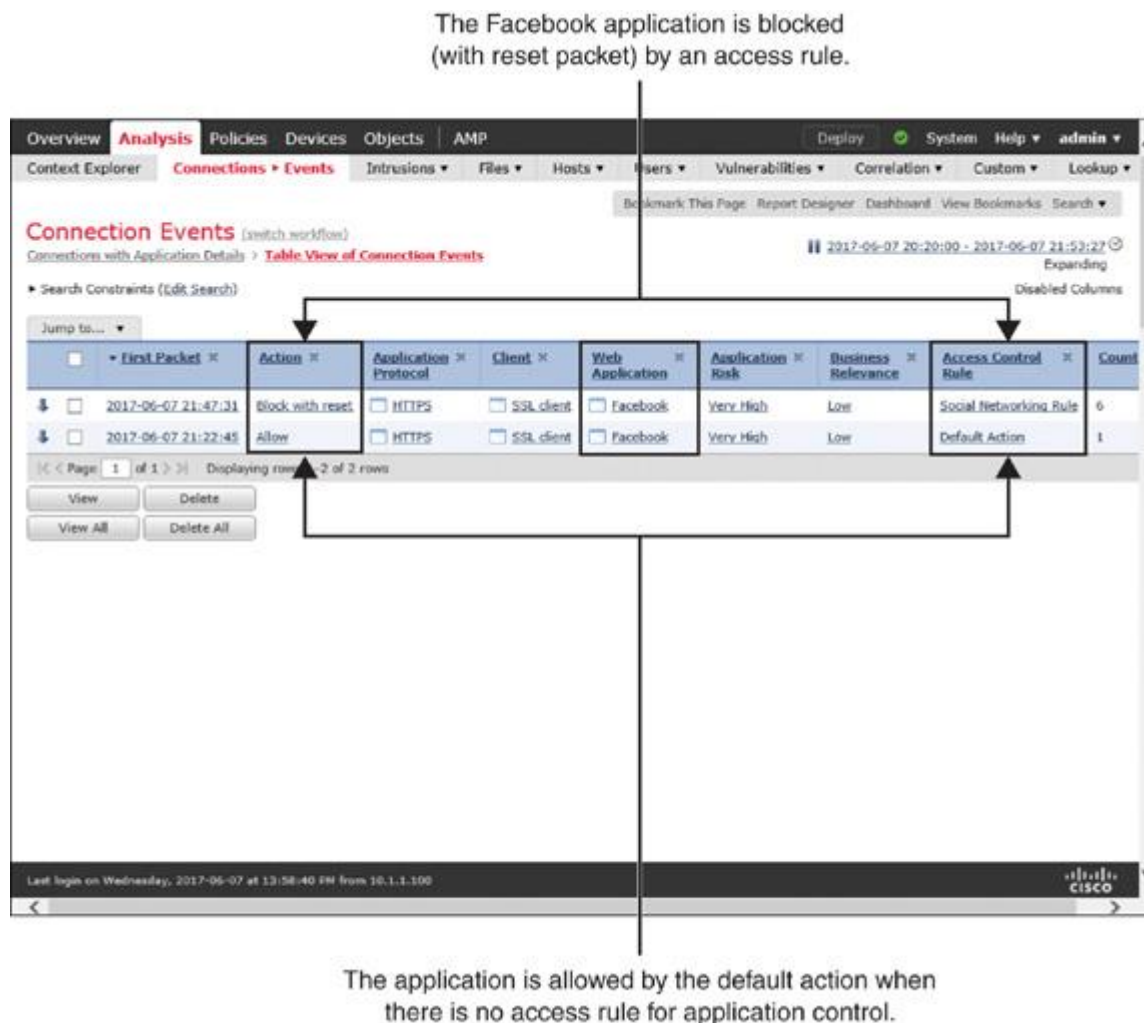 The Facebook application is blocked
(with reset packet) by an access rule.
Overview Analysis Policies Devices Objects AMP Deploy System Help admin
Context Explorer Connections Events Intrusions Files Hosts Users Vulnerabilities Correlation Custom Lookup
Bookmark This Page Report Designer Dashboard View Bookmarks Search
Connection Events (switch workflow)
Connections with Application Details > Table View of Connection Events
2017-06-07 20:20:00 - 2017-06-07 21:53:27
Expanding
Search Constraints (Edit Search)
Disabled Columns
Jump to...
First Packet Action Application Protocol Client Web Application Application Risk Business Relevance Access Control Rule Count
2017-06-07 21:47:31 Block with reset HTTPS SSL client Facebook Very High Low Social Networking Rule 6
2017-06-07 21:22:45 Allow HTTPS SSL client Facebook Very High Low Default Action 1
|< < Page 1 of 1 > >| Displaying rows -2 of 2 rows
View Delete
View All Delete All
Last login on Wednesday, 2017-06-07 at 13:58:40 PM from 10.1.1.100
CISCO
The application is allowed by the default action when
there is no access rule for application control.